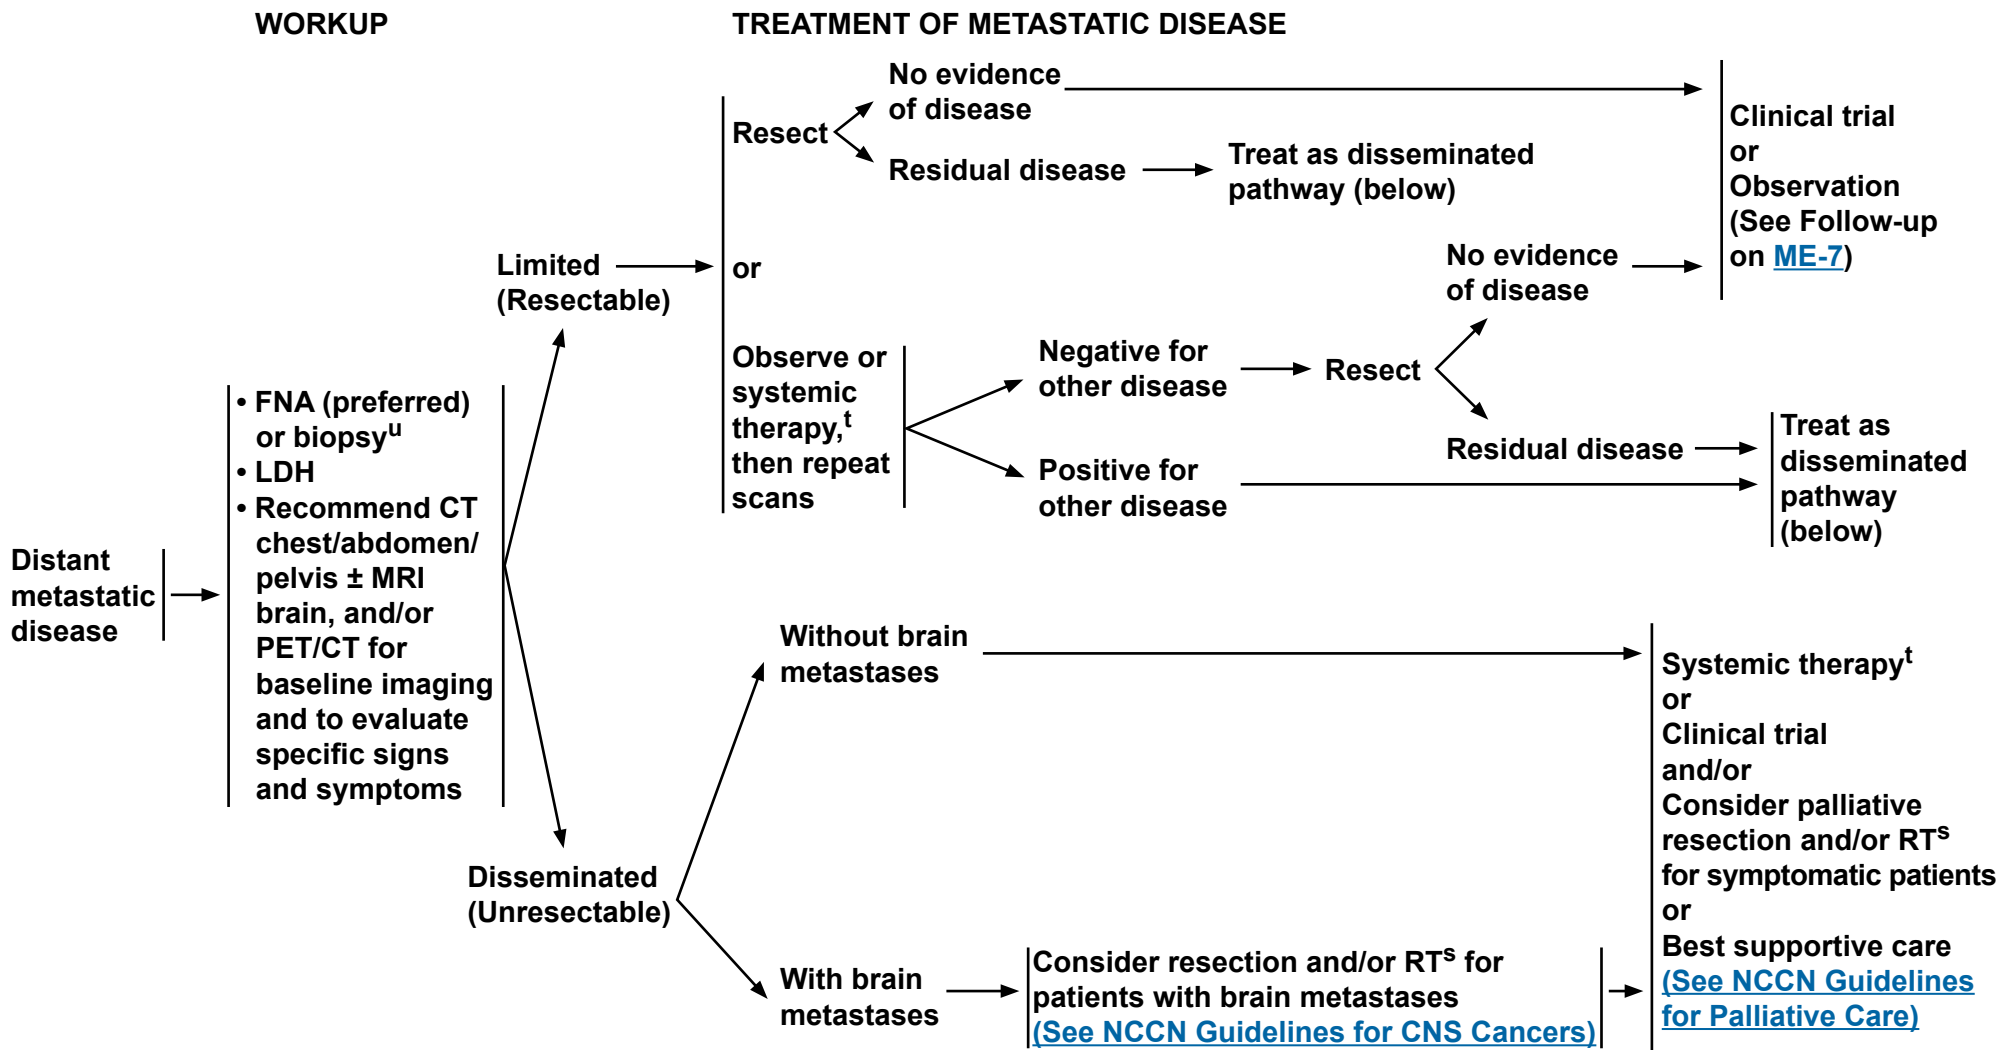 WORKUP
TREATMENT OF METASTATIC DISEASE
Distant
metastatic
disease
• FNA (preferred)
or biopsyᵘ
• LDH
• Recommend CT
chest/abdomen/
pelvis ± MRI
brain, and/or
PET/CT for
baseline imaging
and to evaluate
specific signs
and symptoms
Limited
(Resectable)
Resect
No evidence
of disease
Residual disease
Treat as disseminated
pathway (below)
or
Observe or
systemic
therapy,ᵗ
then repeat
scans
Negative for
other disease
Resect
No evidence
of disease
Residual disease
Positive for
other disease
Clinical trial
or
Observation
(See Follow-up
on ME-7)
Treat as
disseminated
pathway
(below)
Disseminated
(Unresectable)
Without brain
metastases
With brain
metastases
Consider resection and/or RTˢ for
patients with brain metastases
(See NCCN Guidelines for CNS Cancers)
Systemic therapyᵗ
or
Clinical trial
and/or
Consider palliative
resection and/or RTˢ
for symptomatic patients
or
Best supportive care
(See NCCN Guidelines
for Palliative Care)